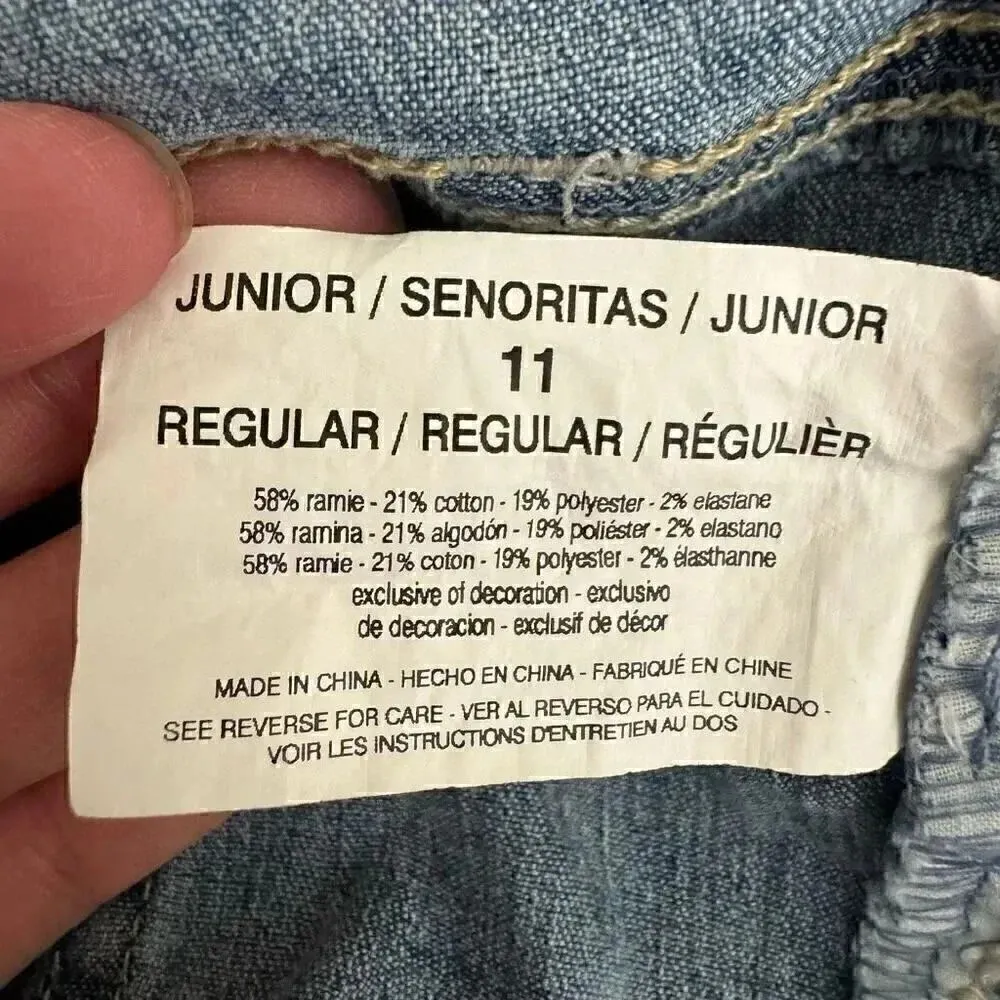 JUNIOR / SENORITAS / JUNIOR
11
REGULAR / REGULAR / RÉGULIÈR
58% ramie - 21% cotton - 19% polyester - 2% elastane
58% ramina - 21% algodón - 19% poliéster - 2% elastano
58% ramie - 21% coton - 19% polyester - 2% élasthanne
exclusive of decoration - exclusivo
de decoracion - exclusif de décor
MADE IN CHINA - HECHO EN CHINA - FABRIQUÉ EN CHINE
SEE REVERSE FOR CARE - VER AL REVERSO PARA EL CUIDADO -
VOIR LES INSTRUCTIONS D'ENTRETIEN AU DOS